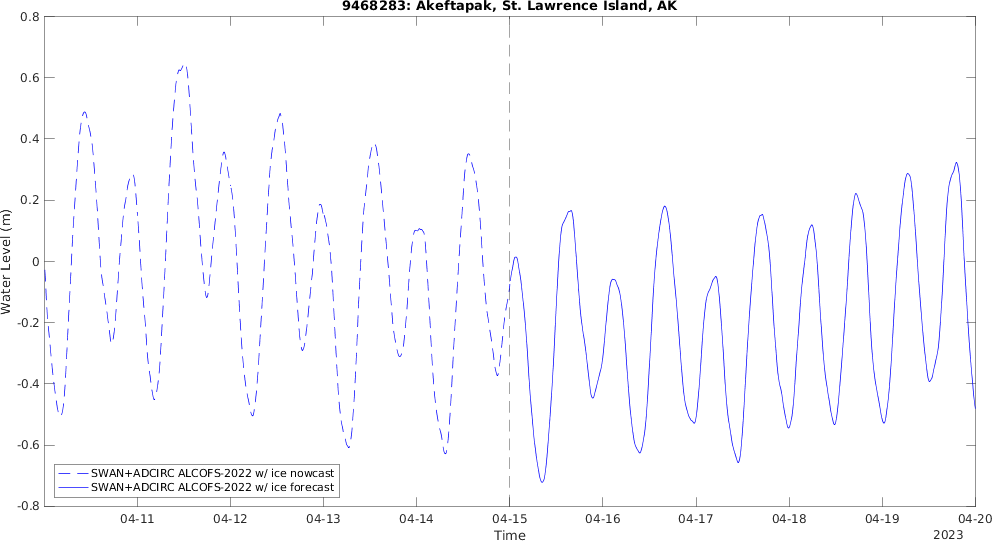 9468283: Akeftapak, St. Lawrence Island, AK
Water Level (m)
0.8
0.6
0.4
0.2
0
-0.2
-0.4
-0.6
-0.8
SWAN+ADCIRC ALCOFS-2022 w/ ice nowcast
SWAN+ADCIRC ALCOFS-2022 w/ ice forecast
04-11 04-12 04-13 04-14 04-15 04-16 04-17 04-18 04-19 04-20
Time
2023